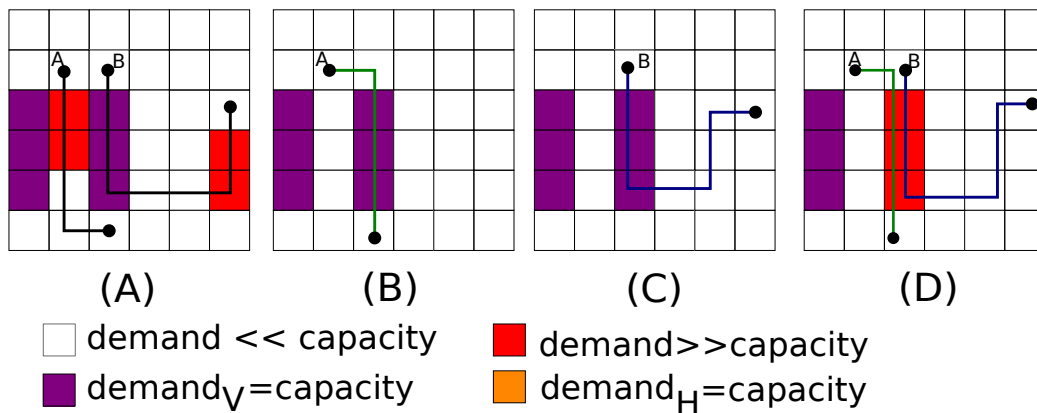 A B
A
B
A B
(A) (B) (C) (D)
demand << capacity
demand>>capacity
demandV=capacity
demandH=capacity